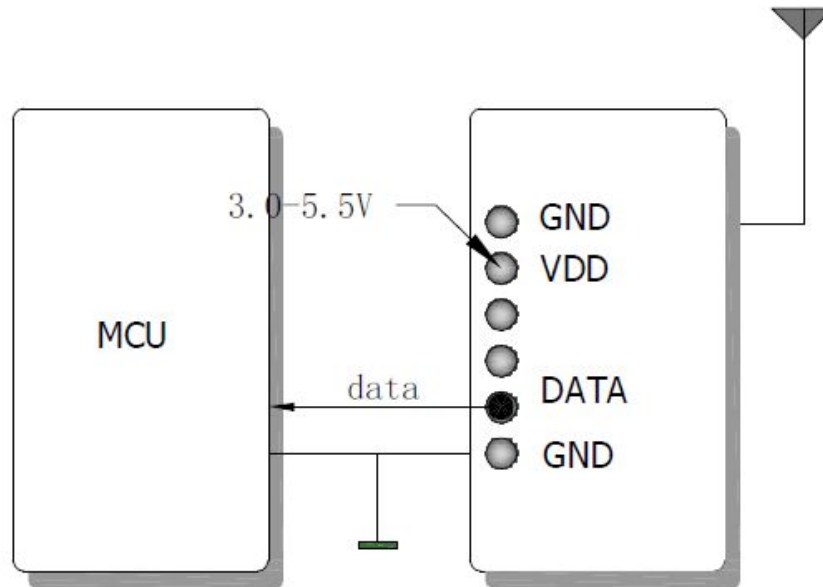 3.0-5.5V
GND
VDD
MCU
data
DATA
GND